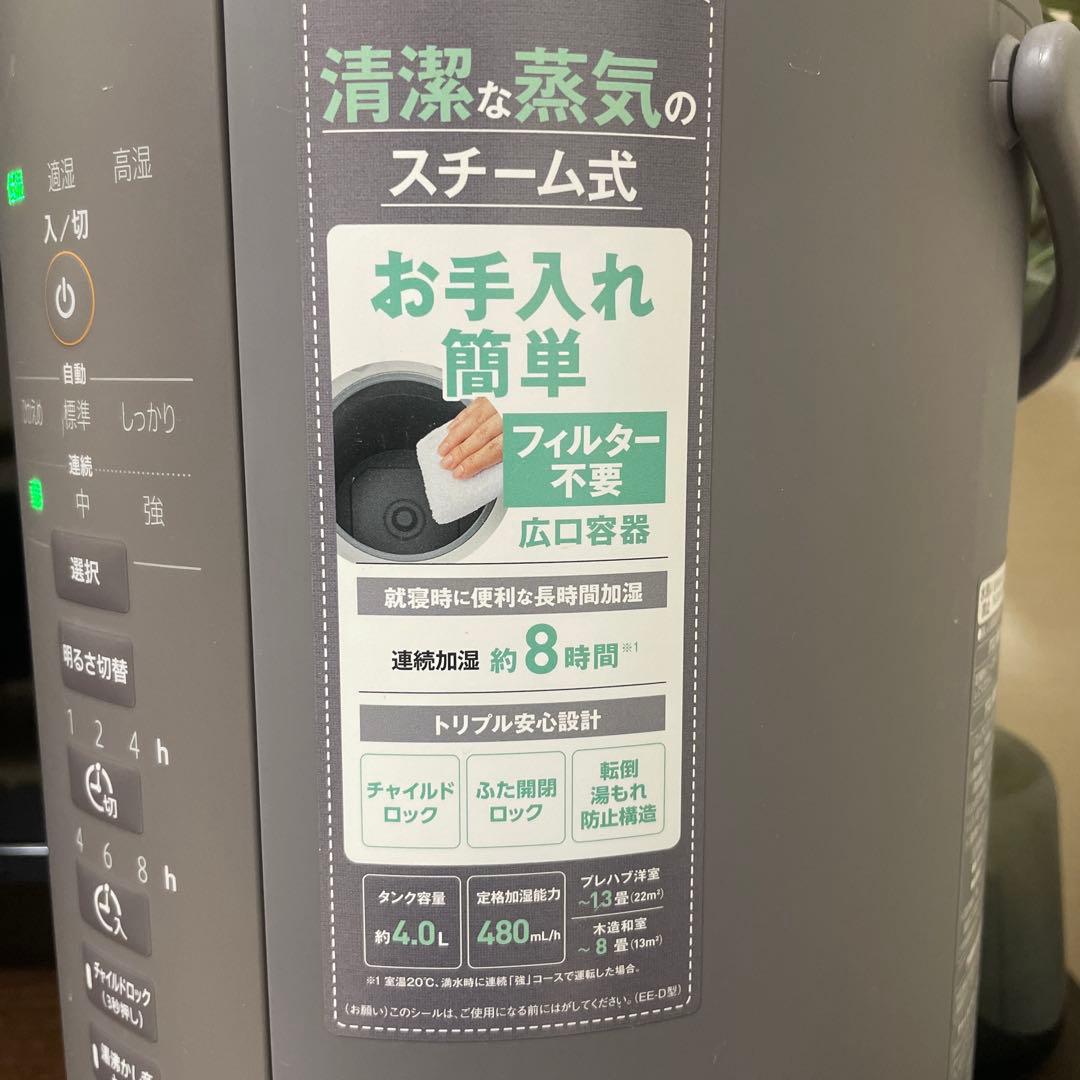 適湿 高湿
入/切
自動
ひかえめ 標準 しっかり
連続
中 強
選択
明るさ切替
1 2 4 h
切
4 6 8 h
入
チャイルドロック
(3秒押し)
湯沸かし音
清潔な蒸気の
スチーム式
お手入れ
簡単
フィルター
不要
広口容器
就寝時に便利な長時間加湿
連続加湿 約8時間※1
トリプル安心設計
チャイルド
ロック
ふた開閉
ロック
転倒
湯もれ
防止構造
タンク容量
約4.0L
定格加湿能力
480mL/h
プレハブ洋室
~13畳(22m²)
木造和室
~8畳(13m²)
※1 室温20℃、満水時に連続「強」コースで運転した場合。
(お願い)このシールは、ご使用になる前にはがしてください。(EE-D型)